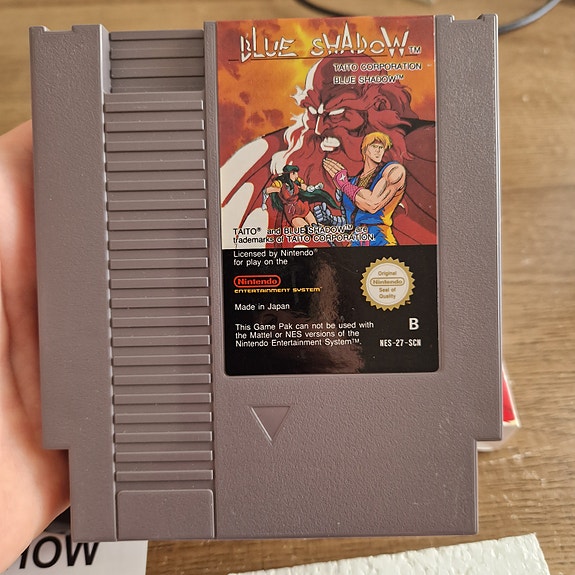 BLUE SHADOW™
TAITO CORPORATION
BLUE SHADOW™
TAITO® and BLUE SHADOW™ are
trademarks of TAITO CORPORATION.
Licensed by Nintendo®
for play on the
Nintendo®
ENTERTAINMENT SYSTEM™
Made in Japan
This Game Pak can not be used with
the Mattel or NES versions of the
Nintendo Entertainment System™.
Original
Nintendo
Seal of
Quality
B
NES-27-SCN